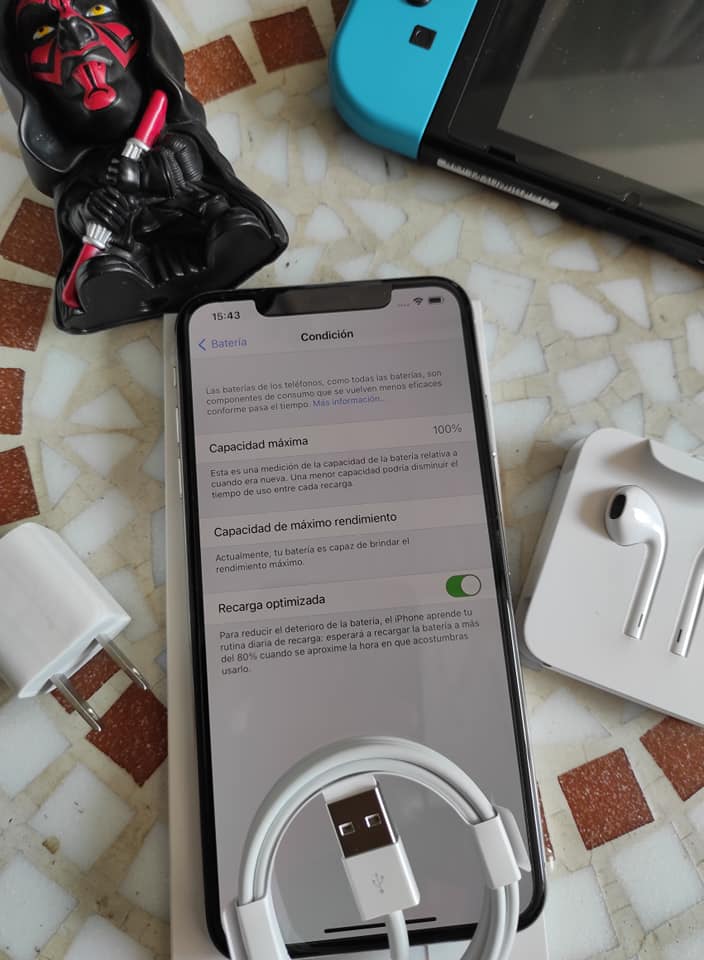 15:43
Batería
Condición
Las baterías de los teléfonos, como todas las baterías, son
componentes de consumo que se vuelven menos eficaces
conforme pasa el tiempo. Más información...
Capacidad máxima 100%
Esta es una medición de la capacidad de la batería relativa a
cuando era nueva. Una menor capacidad podría disminuir el
tiempo de uso entre cada recarga.
Capacidad de máximo rendimiento
Actualmente, tu batería es capaz de brindar el
rendimiento máximo.
Recarga optimizada
Para reducir el deterioro de la batería, el iPhone aprende tu
rutina diaria de recarga: esperará a recargar la batería a más
del 80% cuando se aproxime la hora en que acostumbras
usarlo.